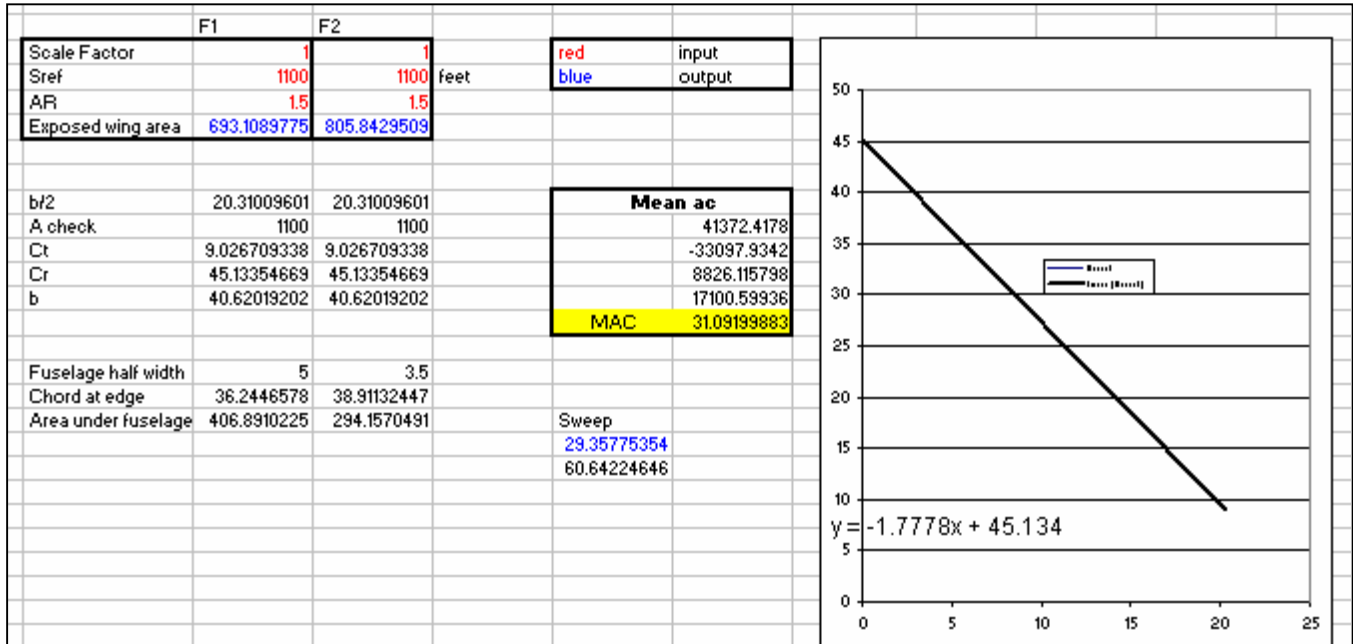 F1 F2
Scale Factor 1 1 red input
Sref 1100 1100 feet blue output
AR 1.5 1.5
Exposed wing area 693.1089775 805.8429509
b/2 20.31009601 20.31009601 Mean ac
A check 1100 1100 41372.4178
Ct 9.026709338 9.026709338 -33097.9342
Cr 45.13354669 45.13354669 8826.115798
b 40.62019202 40.62019202 17100.59936
MAC 31.09199883
Fuselage half width 5 3.5
Chord at edge 36.2446578 38.91132447
Area under fuselage 406.8910225 294.1570491 Sweep
29.35775354
60.64224646
50
45
40
35
30
25
20
15
10
y = -1.7778x + 45.134
5
0
0 5 10 15 20 25